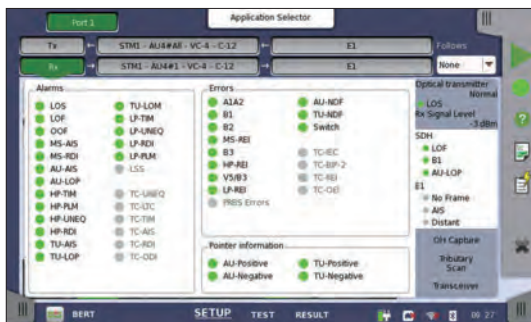 Port 1
Application Selector
Tx
STM1 - AU4#All - VC-4 - C-12
E1
Follows
Rx
STM1 - AU4#1 - VC-4 - C-12
E1
None
Alarms
LOS
LOF
OOF
MS-AIS
MS-RDI
AU-AIS
AU-LOP
HP-TIM
HP-PLM
HP-UNEQ
HP-RDI
TU-AIS
TU-LOP
TU-LOM
LP-TIM
LP-UNEQ
LP-RDI
LP-PLM
LSS
TC-UNEQ
TC-LTC
TC-TIM
TC-AIS
TC-RDI
TC-ODI
Errors
A1A2
B1
B2
MS-REI
B3
HP-REI
V5/B3
LP-REI
PRBS Errors
AU-NDF
TU-NDF
Switch
TC-IEC
TC-BIP-2
TC-REI
TC-OEI
Pointer information
AU-Positive
AU-Negative
TU-Positive
TU-Negative
Optical transmitter
Normal
LOS
Rx Signal Level
-3 dBm
SDH
LOF
B1
AU-LOP
E1
No Frame
AIS
Distant
OH Capture
Tributary
Scan
Transceiver
BERT
SETUP
TEST
RESULT
09:27